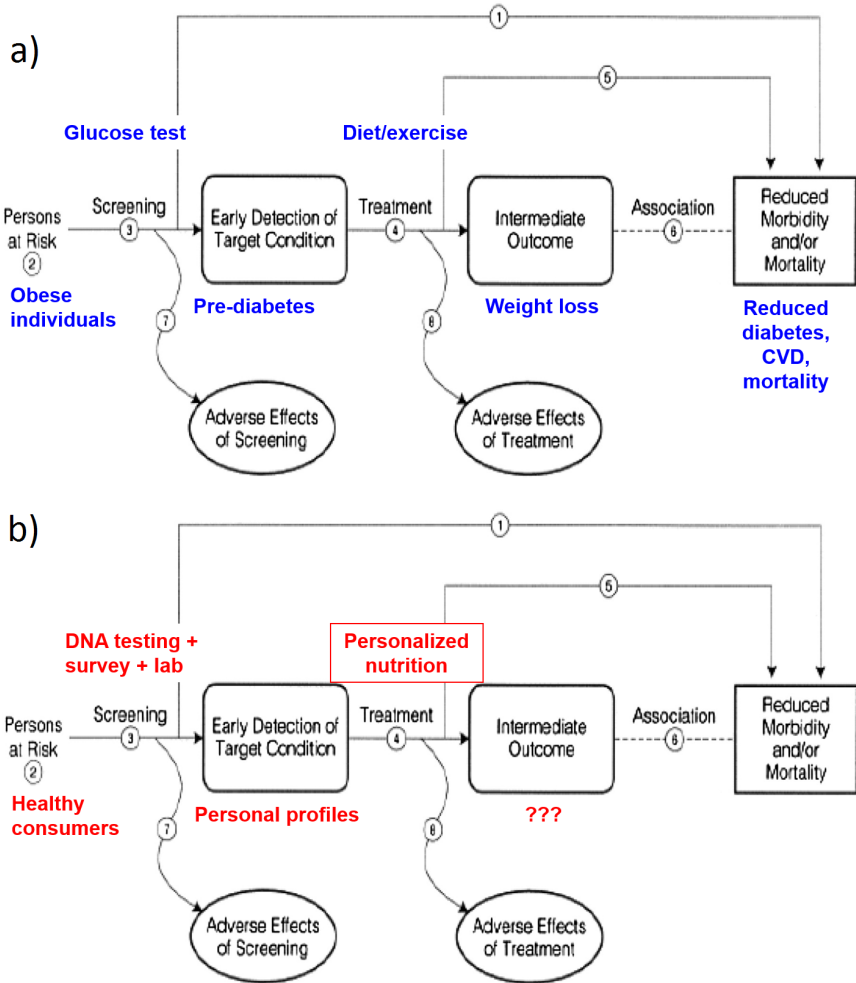 a)
1
5
Glucose test
Diet/exercise
Persons
at Risk
2
Screening
3
Early Detection of
Target Condition
Treatment
4
Intermediate
Outcome
Association
6
Reduced
Morbidity
and/or
Mortality
Obese
individuals
Pre-diabetes
Weight loss
Reduced
diabetes,
CVD,
mortality
7
8
Adverse Effects
of Screening
Adverse Effects
of Treatment
b)
1
5
DNA testing +
survey + lab
Personalized
nutrition
Persons
at Risk
2
Screening
3
Early Detection of
Target Condition
Treatment
4
Intermediate
Outcome
Association
6
Reduced
Morbidity
and/or
Mortality
Healthy
consumers
Personal profiles
???
7
8
Adverse Effects
of Screening
Adverse Effects
of Treatment